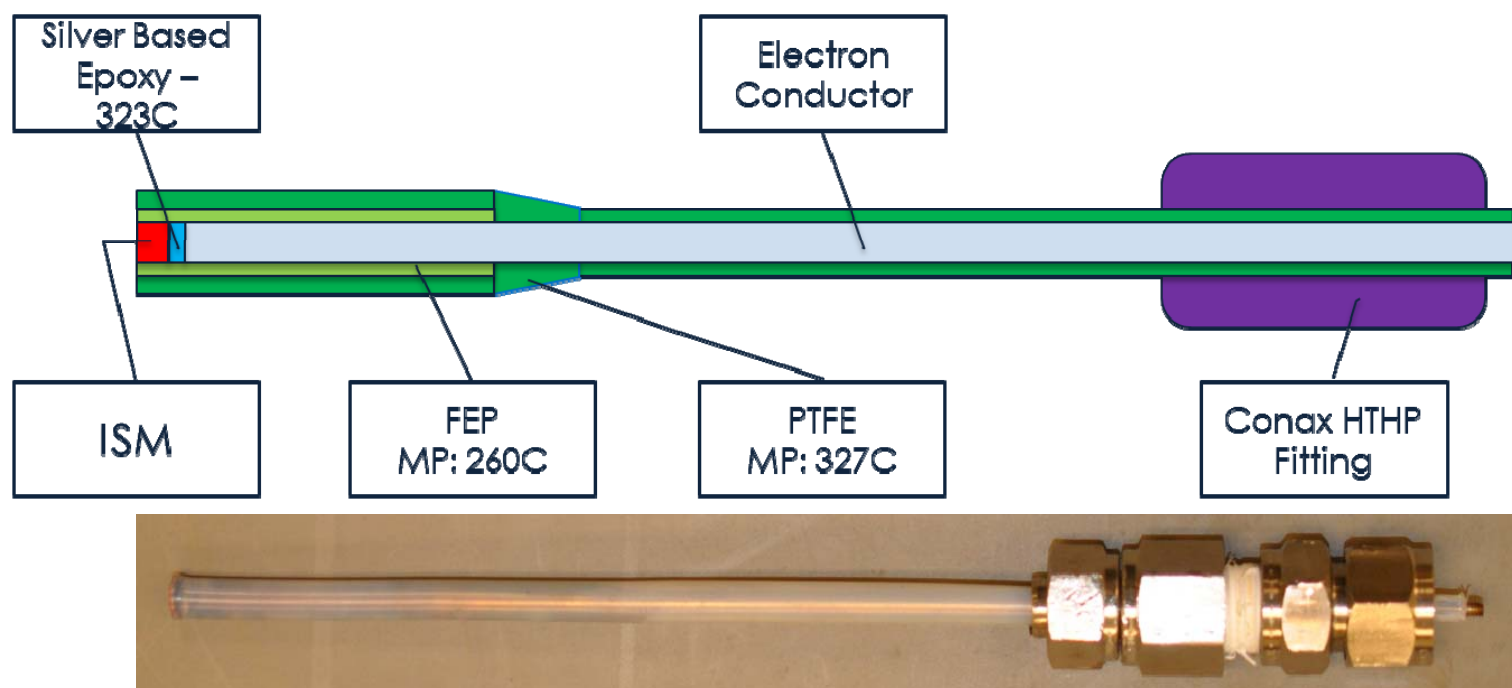 Silver Based
Epoxy –
323C
Electron
Conductor
ISM
FEP
MP: 260C
PTFE
MP: 327C
Conax HTHP
Fitting